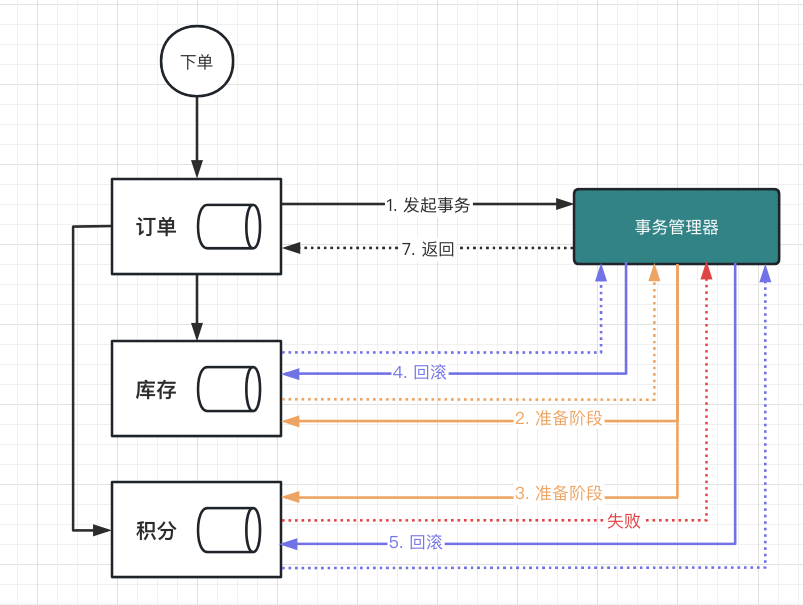 下单
订单
1. 发起事务
事务管理器
7. 返回
4. 回滚
库存
2. 准备阶段
3. 准备阶段
失败
积分
5. 回滚